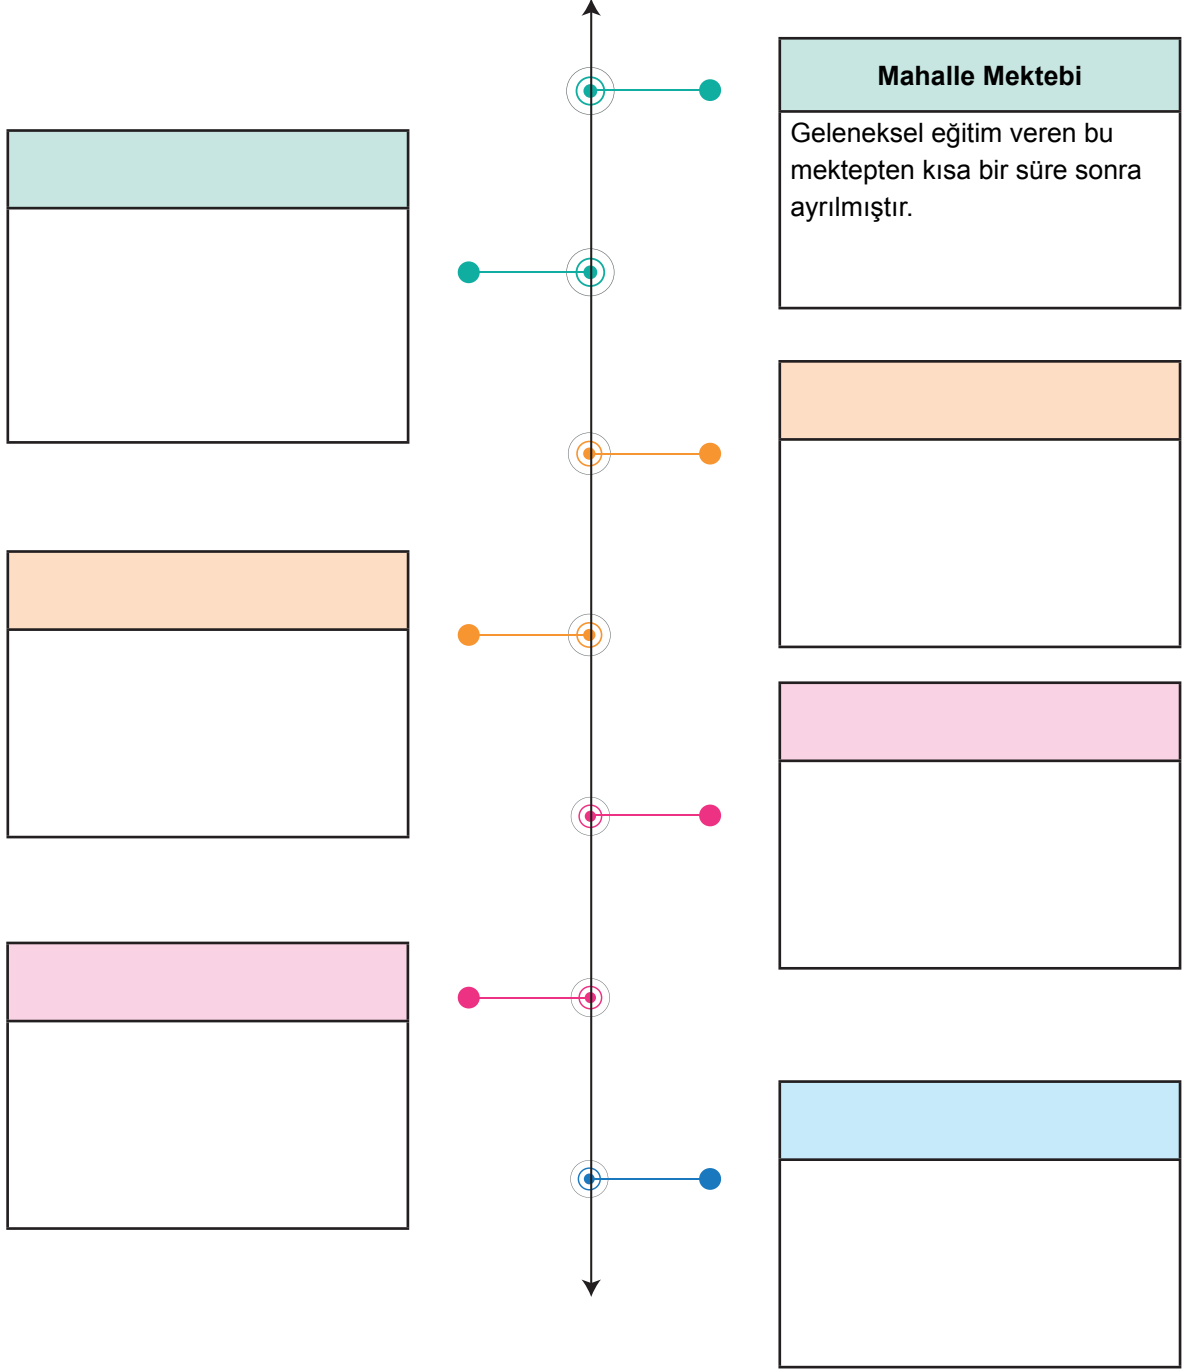 Mahalle Mektebi
Geleneksel eğitim veren bu
mektepten kısa bir süre sonra
ayrılmıştır.